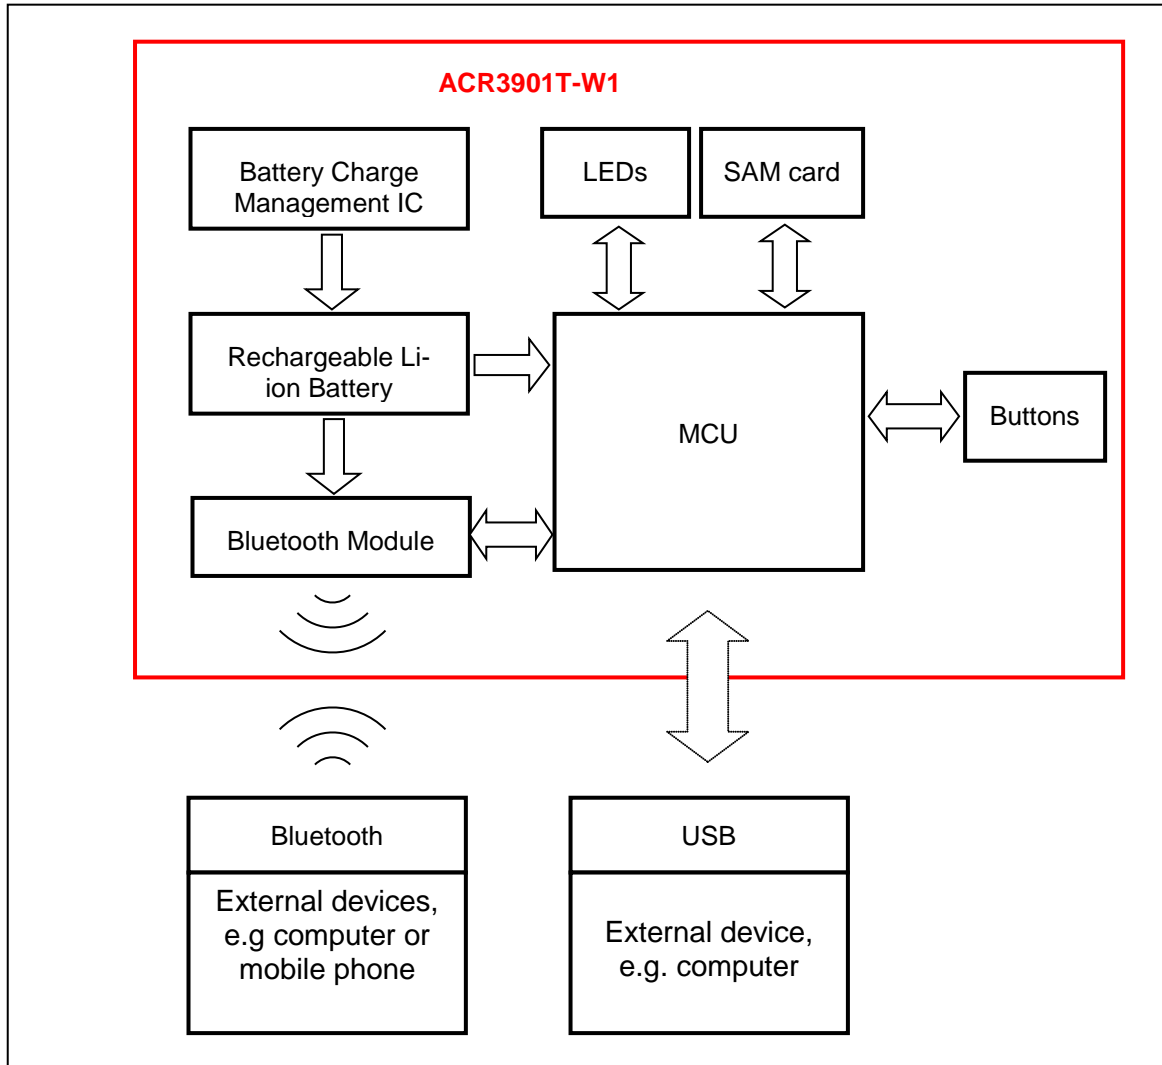 ACR3901T-W1
Battery Charge
Management IC
LEDs
SAM card
Rechargeable Li-
ion Battery
MCU
Buttons
Bluetooth Module
Bluetooth
External devices,
e.g computer or
mobile phone
USB
External device,
e.g. computer